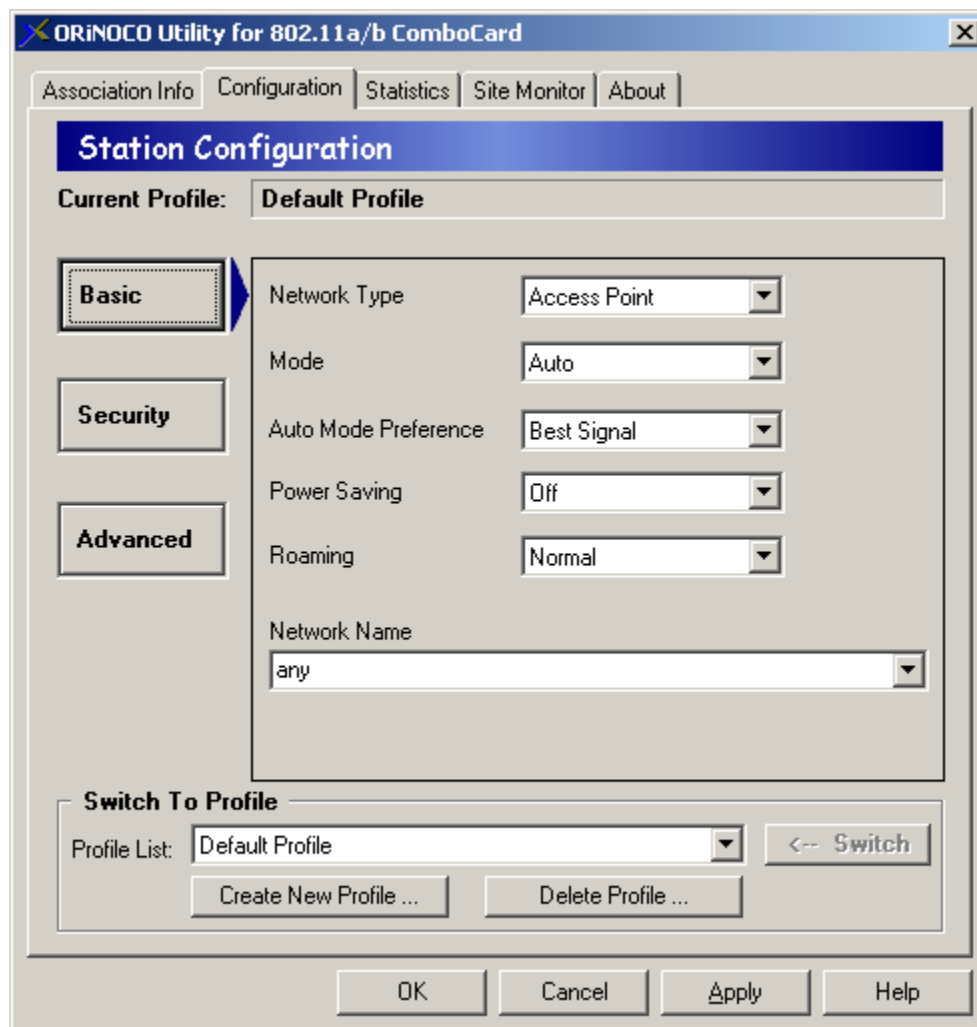 ORiNOCO Utility for 802.11a/b ComboCard
Association Info Configuration Statistics Site Monitor About
Station Configuration
Current Profile: Default Profile
Basic
Network Type Access Point
Mode Auto
Security
Auto Mode Preference Best Signal
Power Saving Off
Advanced
Roaming Normal
Network Name
any
Switch To Profile
Profile List: Default Profile <-- Switch
Create New Profile ... Delete Profile ...
OK Cancel Apply Help